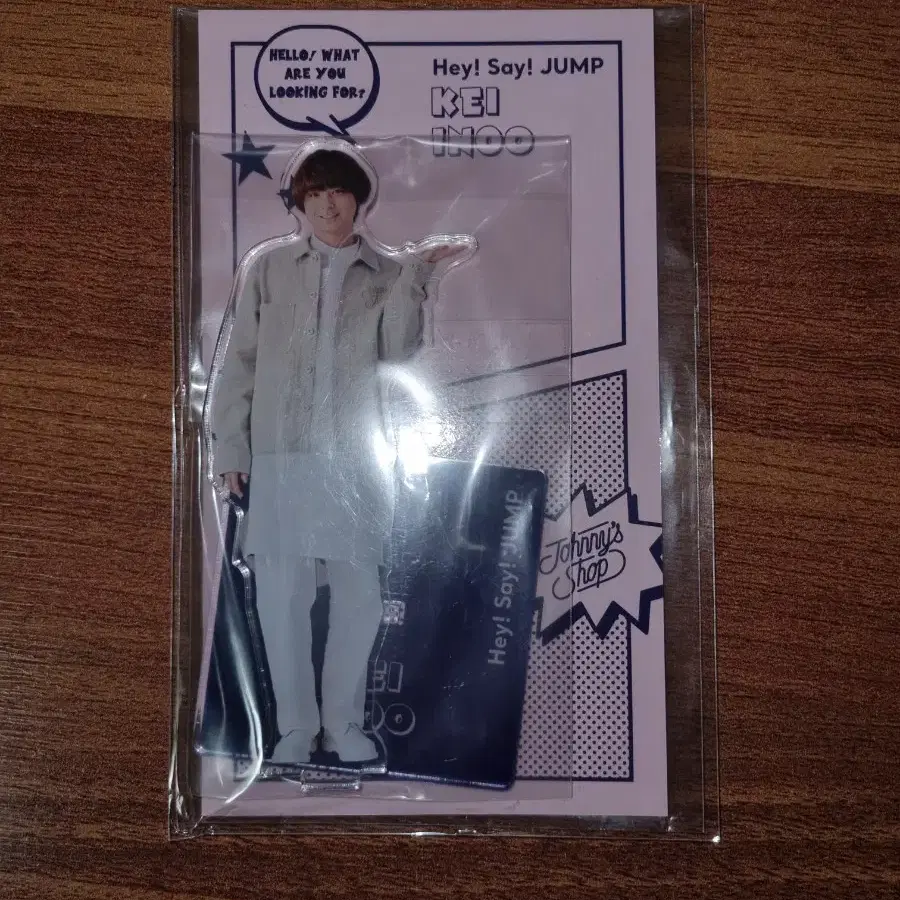 HELLO! WHAT
ARE YOU
LOOKING FOR?
Hey! Say! JUMP
KEI
INOO
Johnny's
Shop
Hey! Say! JUMP